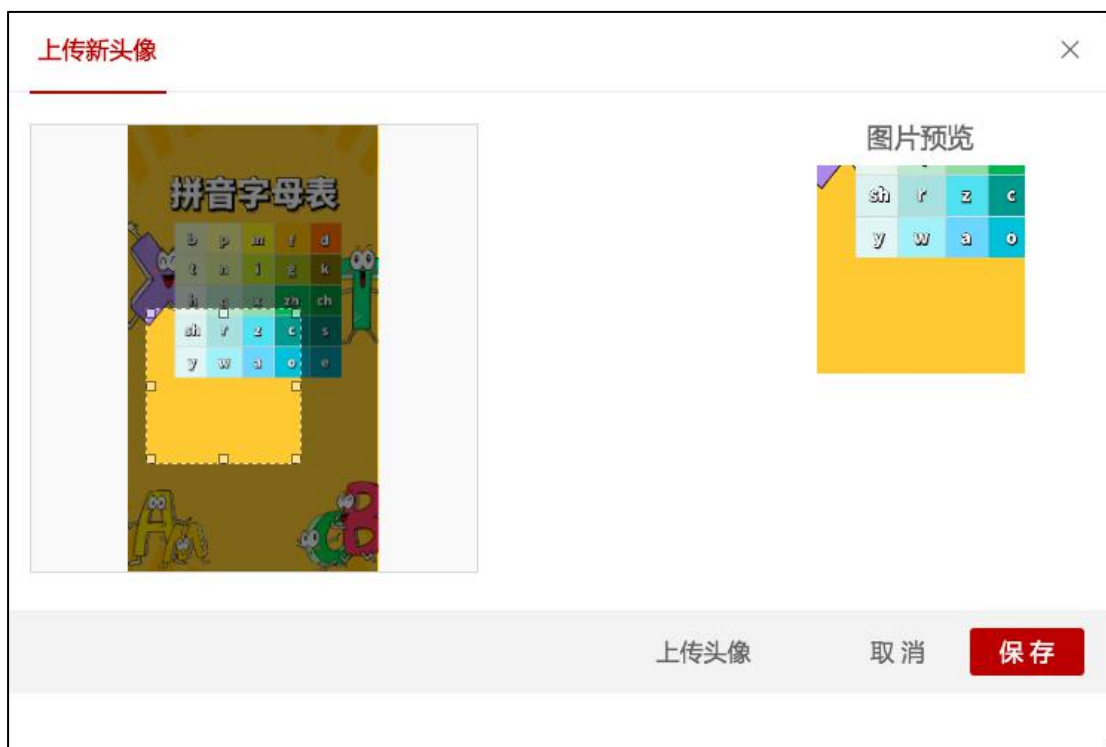 上传新头像
图片预览
拼音字母表
b p m f d
t n j g k
h q x zh ch
sh r z c s
y w a o e
sh r z c
y w a o
上传头像 取消 保存